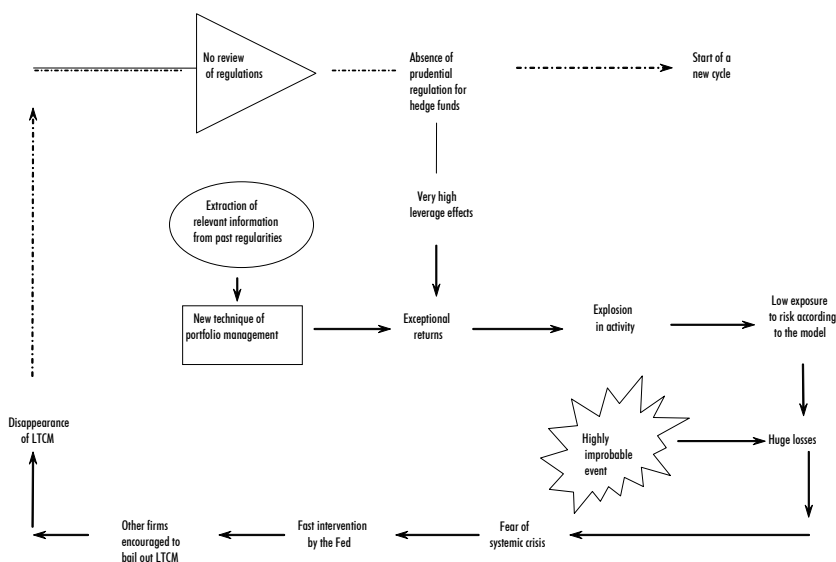 No review
of regulations
Absence of
prudential
regulation for
hedge funds
Start of a
new cycle
Very high
leverage effects
Extraction of
relevant information
from past regularities
New technique of
portfolio management
Exceptional
returns
Explosion
in activity
Low exposure
to risk according
to the model
Disappearance
of LTCM
Highly
improbable
event
Huge losses
Other firms
encouraged to
bail out LTCM
Fast intervention
by the Fed
Fear of
systemic crisis